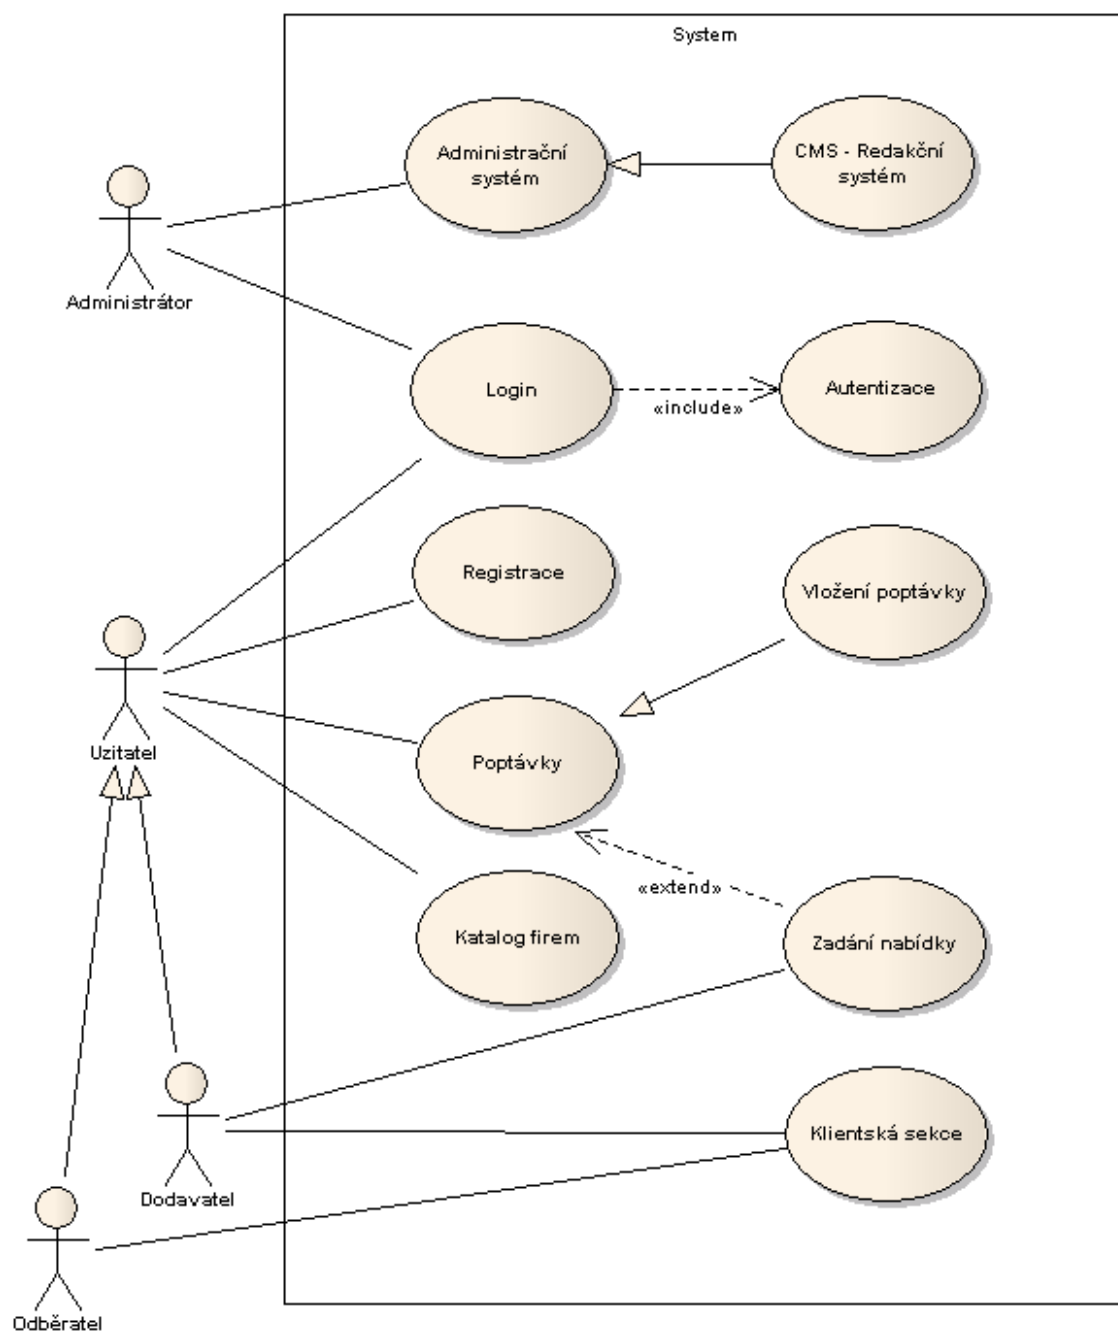 System
Administrační
systém
CMS - Redakční
systém
Administrátor
Login
«include»
Autentizace
Registrace
Vložení poptávky
Uzitatel
Poptávky
«extend»
Katalog firem
Zadání nabídky
Klientská sekce
Dodavatel
Odběratel